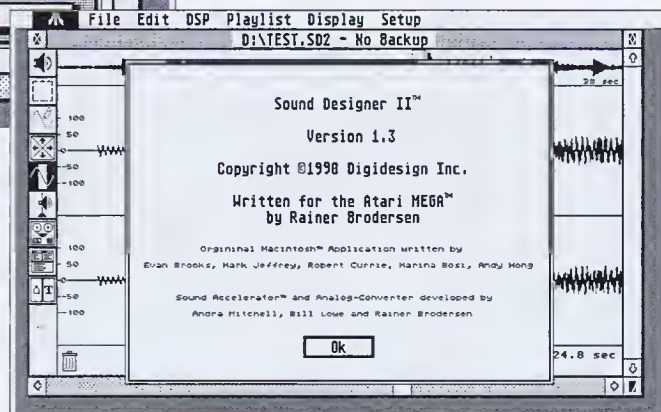 File Edit DSP Playlist Display Setup
D:\TEST.SD2 - No Backup
38 sec
100
50
0
-50
-100
Sound Designer II™
Version 1.3
Copyright ©1990 Digidesign Inc.
Written for the Atari MEGA™
by Rainer Brodersen
Orgininal Macintosh™ Application written by
Evan Brooks, Mark Jeffrey, Robert Currie, Marina Bosi, Andy Hong
Sound Accelerator™ and Analog-Converter developed by
Andra Mitchell, Bill Lowe and Rainer Brodersen
Ok
100
50
0
-50
-100
T
24.8 sec